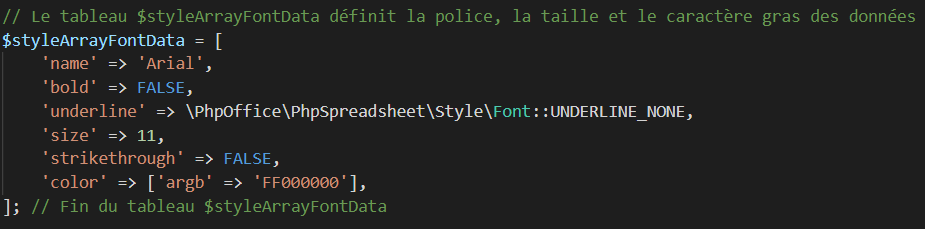 // Le tableau $styleArrayFontData définit la police, la taille et le caractère gras des données
$styleArrayFontData = [
    'name' => 'Arial',
    'bold' => FALSE,
    'underline' => \PhpOffice\PhpSpreadsheet\Style\Font::UNDERLINE_NONE,
    'size' => 11,
    'strikethrough' => FALSE,
    'color' => ['argb' => 'FF000000'],
]; // Fin du tableau $styleArrayFontData